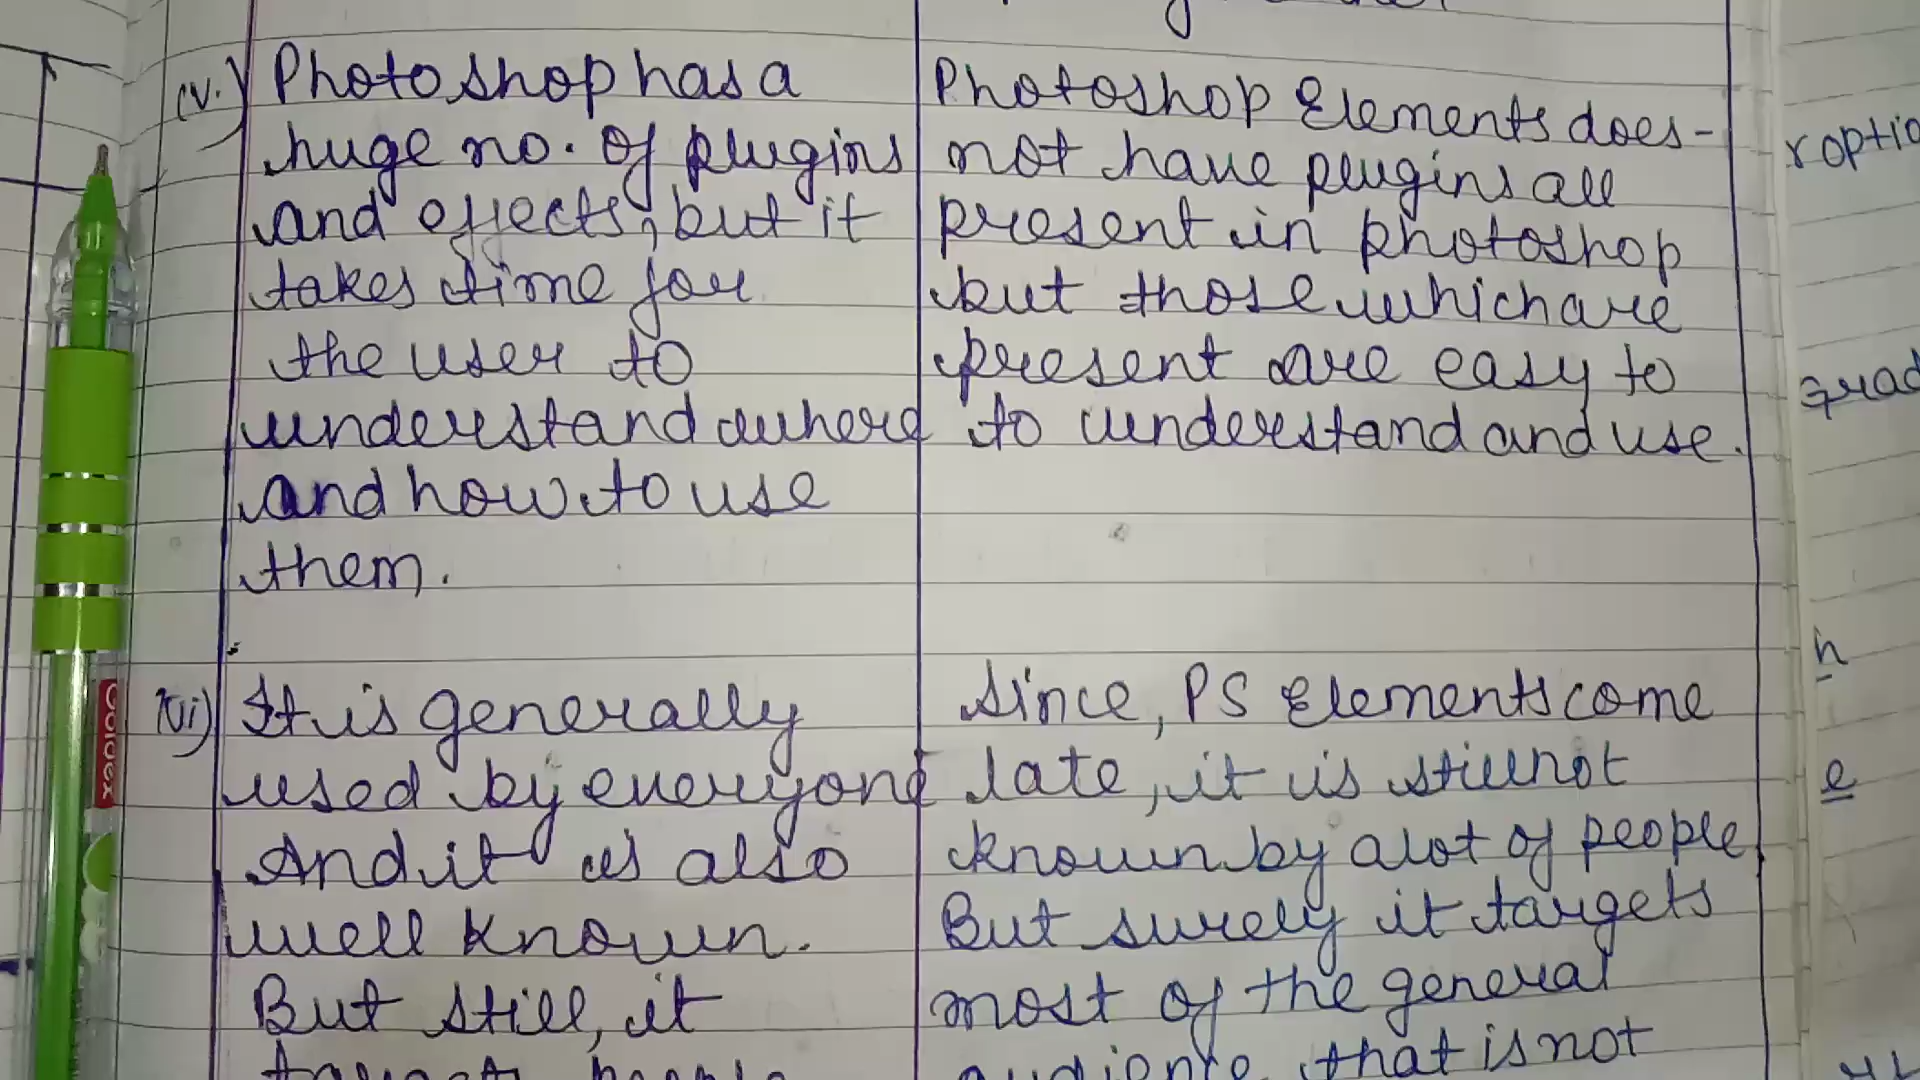 (v.) Photoshop has a
huge no. of plugins
and effects, but it
takes time for
the user to
understand where
and how to use
them.
Photoshop Elements does-
not have plugins all
present in photoshop
but those which are
present are easy to
to understand and use.
(vi) It is generally
used by everyone
And it is also
well known.
But still, it
Since, PS Elements come
late, it is still not
known by alot of people
But surely it targets
most of the general
audience, that is not
r optio
grad
n
e
Goldex